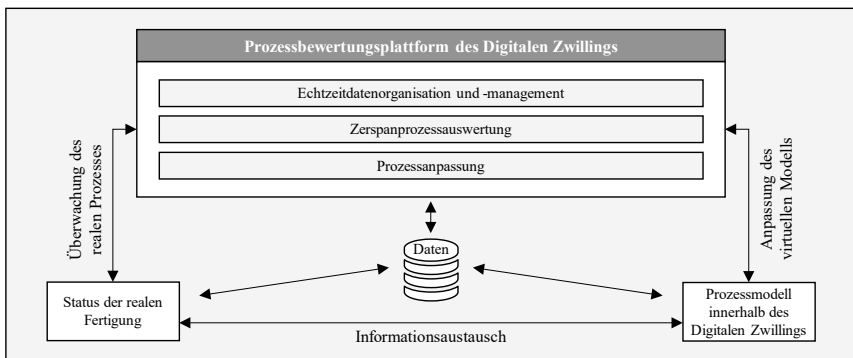 Prozessbewertungsplattform des Digitalen Zwillings
Echtzeitdatenorganisation und -management
Zerspanprozessauswertung
Prozessanpassung
Überwachung des
realen Prozesses
Anpassung des
virtuellen Modells
Daten
Status der realen
Fertigung
Prozessmodell
innerhalb des
Digitalen Zwillings
Informationsaustausch